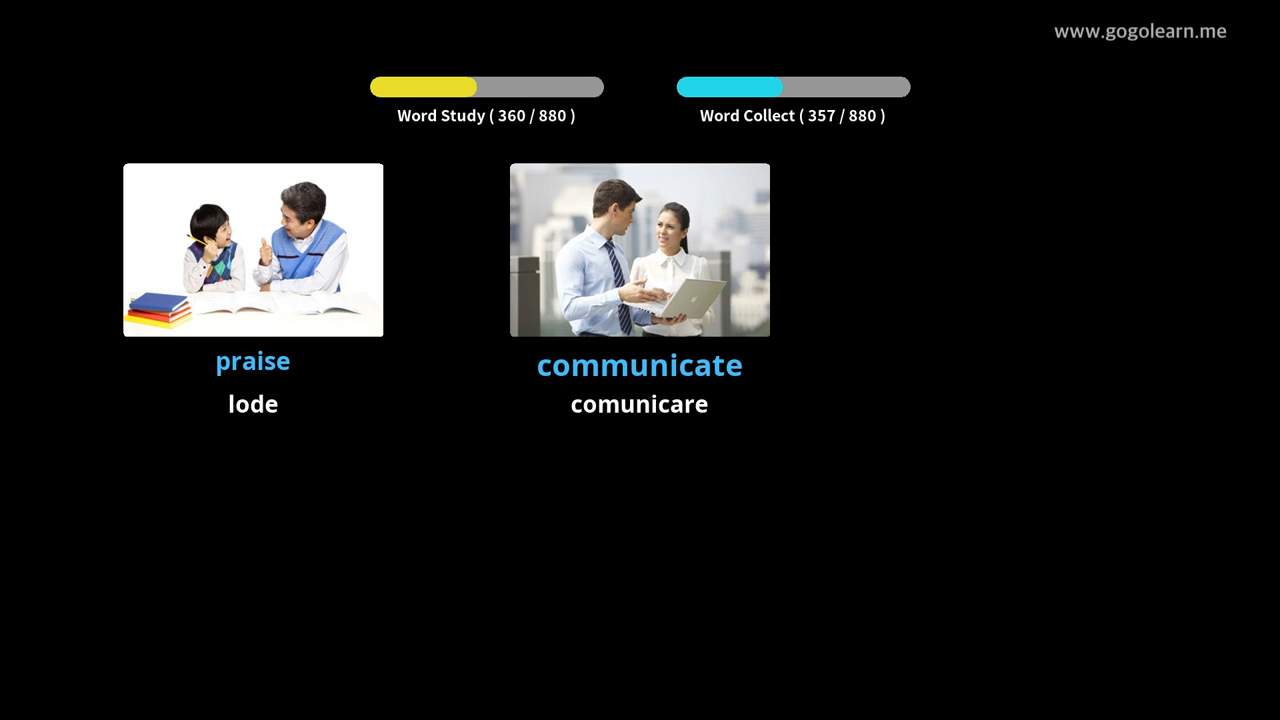 www.gogolearn.me
Word Study ( 360 / 880 )
Word Collect ( 357 / 880 )
praise
lode
communicate
comunicare